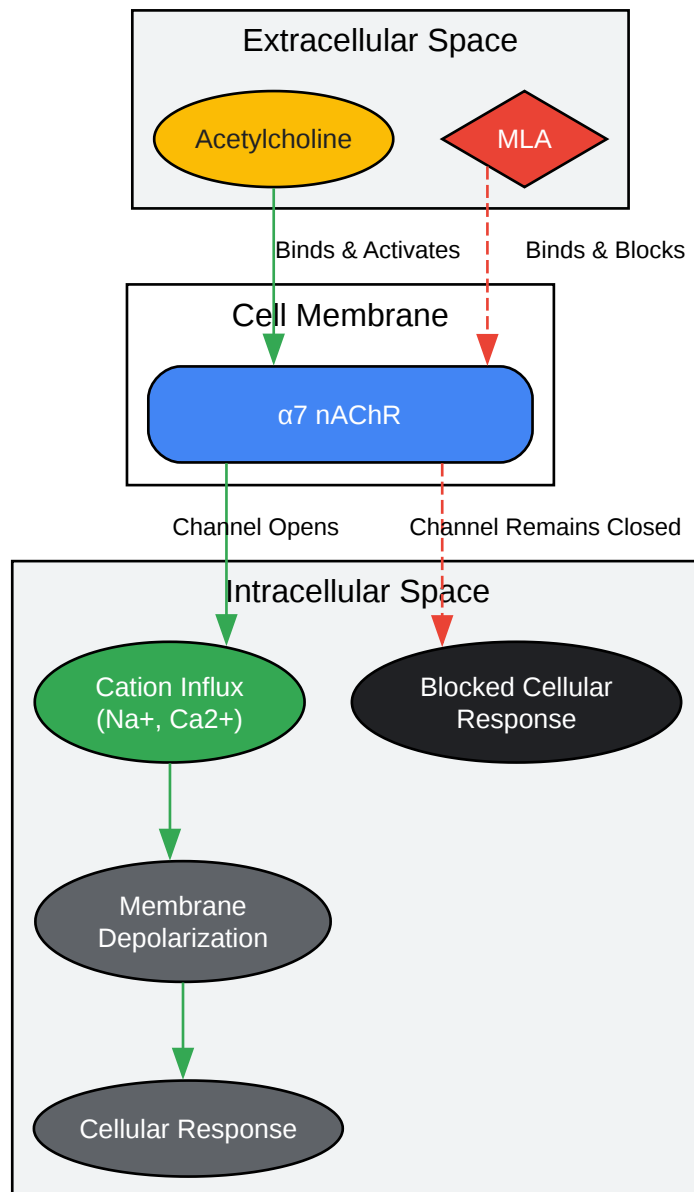 Extracellular Space
Acetylcholine
MLA
Binds & Activates
Binds & Blocks
Cell Membrane
α7 nAChR
Channel Opens
Channel Remains Closed
Intracellular Space
Cation Influx
(Na+, Ca2+)
Blocked Cellular
Response
Membrane
Depolarization
Cellular Response